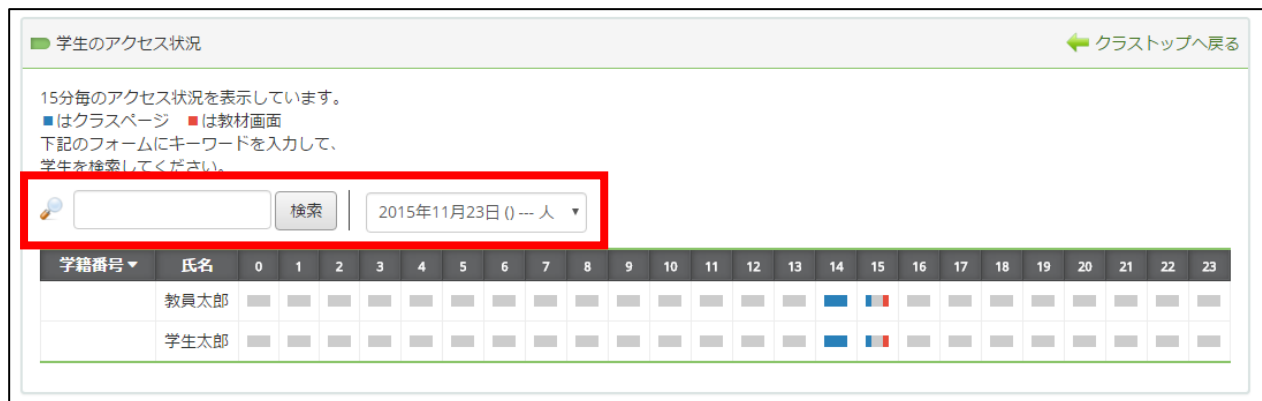 学生のアクセス状況
クラストップへ戻る
15分毎のアクセス状況を表示しています。
■はクラスページ ■は教材画面
下記のフォームにキーワードを入力して、
学生を検索してください。
検索 2015年11月23日 () --- 人 ▼
学籍番号▼ 氏名 0 1 2 3 4 5 6 7 8 9 10 11 12 13 14 15 16 17 18 19 20 21 22 23
教員太郎
学生太郎